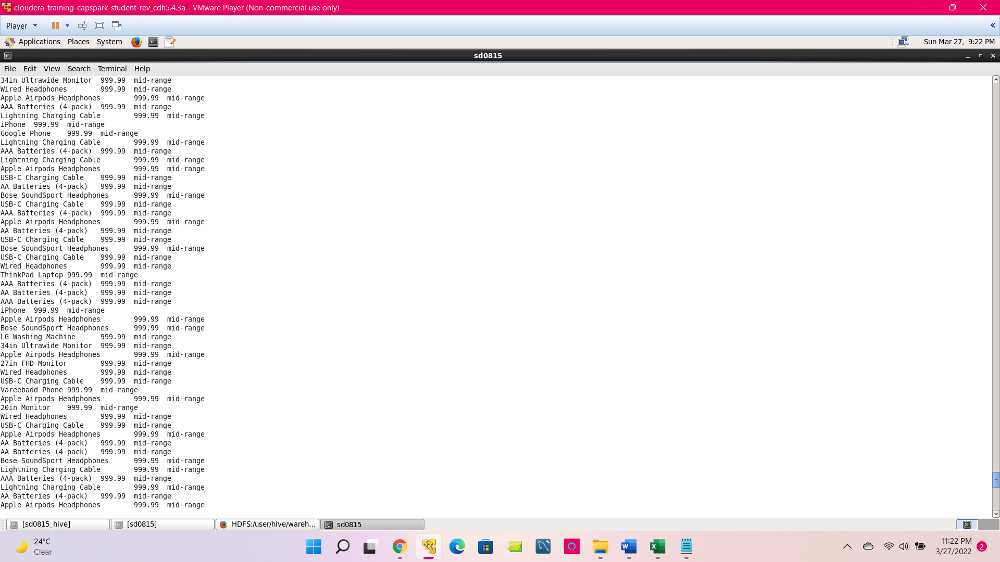 cloudera-training-capspark-student-rev_cdh5.4.3a - VMware Player (Non-commercial use only)
Player
Applications Places System Sun Mar 27, 9:22 PM
sd0815
File Edit View Search Terminal Help
34in Ultrawide Monitor 999.99 mid-range
Wired Headphones 999.99 mid-range
Apple Airpods Headphones 999.99 mid-range
AAA Batteries (4-pack) 999.99 mid-range
Lightning Charging Cable 999.99 mid-range
iPhone 999.99 mid-range
Google Phone 999.99 mid-range
Lightning Charging Cable 999.99 mid-range
AAA Batteries (4-pack) 999.99 mid-range
Lightning Charging Cable 999.99 mid-range
Apple Airpods Headphones 999.99 mid-range
USB-C Charging Cable 999.99 mid-range
AA Batteries (4-pack) 999.99 mid-range
Bose SoundSport Headphones 999.99 mid-range
USB-C Charging Cable 999.99 mid-range
AAA Batteries (4-pack) 999.99 mid-range
Apple Airpods Headphones 999.99 mid-range
AA Batteries (4-pack) 999.99 mid-range
USB-C Charging Cable 999.99 mid-range
Bose SoundSport Headphones 999.99 mid-range
USB-C Charging Cable 999.99 mid-range
Wired Headphones 999.99 mid-range
ThinkPad Laptop 999.99 mid-range
AAA Batteries (4-pack) 999.99 mid-range
AA Batteries (4-pack) 999.99 mid-range
AAA Batteries (4-pack) 999.99 mid-range
iPhone 999.99 mid-range
Apple Airpods Headphones 999.99 mid-range
Bose SoundSport Headphones 999.99 mid-range
LG Washing Machine 999.99 mid-range
34in Ultrawide Monitor 999.99 mid-range
Apple Airpods Headphones 999.99 mid-range
27in FHD Monitor 999.99 mid-range
Wired Headphones 999.99 mid-range
USB-C Charging Cable 999.99 mid-range
Vareebadd Phone 999.99 mid-range
Apple Airpods Headphones 999.99 mid-range
20in Monitor 999.99 mid-range
Wired Headphones 999.99 mid-range
USB-C Charging Cable 999.99 mid-range
Apple Airpods Headphones 999.99 mid-range
AA Batteries (4-pack) 999.99 mid-range
AA Batteries (4-pack) 999.99 mid-range
Bose SoundSport Headphones 999.99 mid-range
Lightning Charging Cable 999.99 mid-range
AAA Batteries (4-pack) 999.99 mid-range
Lightning Charging Cable 999.99 mid-range
AA Batteries (4-pack) 999.99 mid-range
Apple Airpods Headphones 999.99 mid-range
[sd0815_hive] [sd0815] HDFS:/user/hive/wareh... sd0815
24°C
Clear
11:22 PM
3/27/2022
2